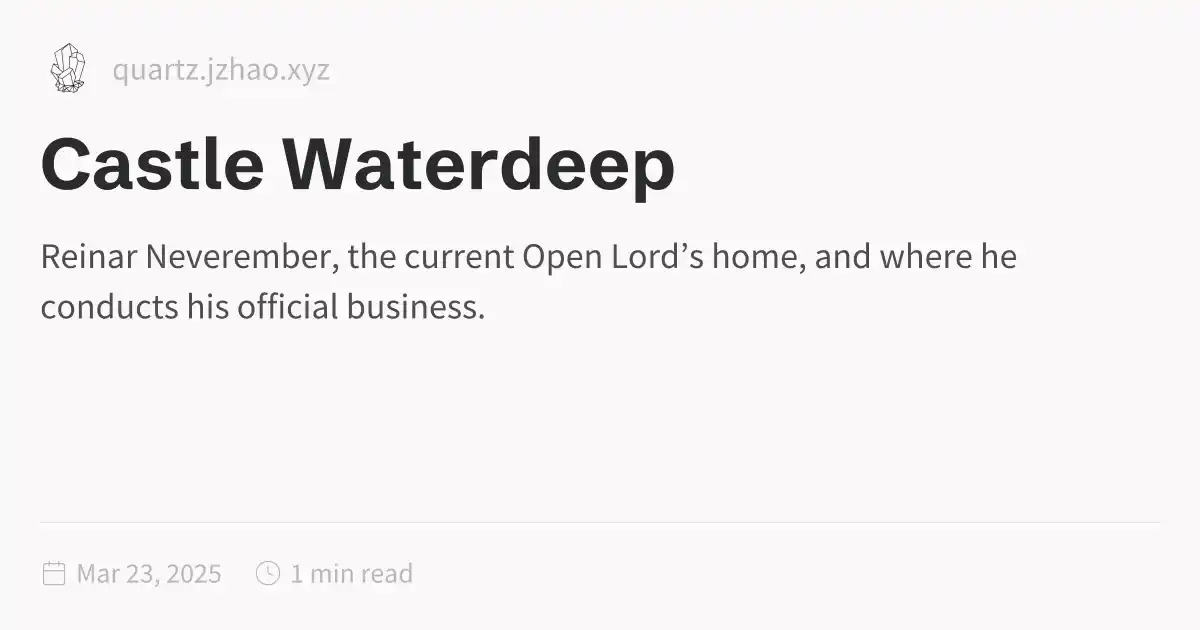 quartz.jzhao.xyz
Castle Waterdeep
Reinar Neverember, the current Open Lord’s home, and where he
conducts his official business.
Mar 23, 2025 1 min read